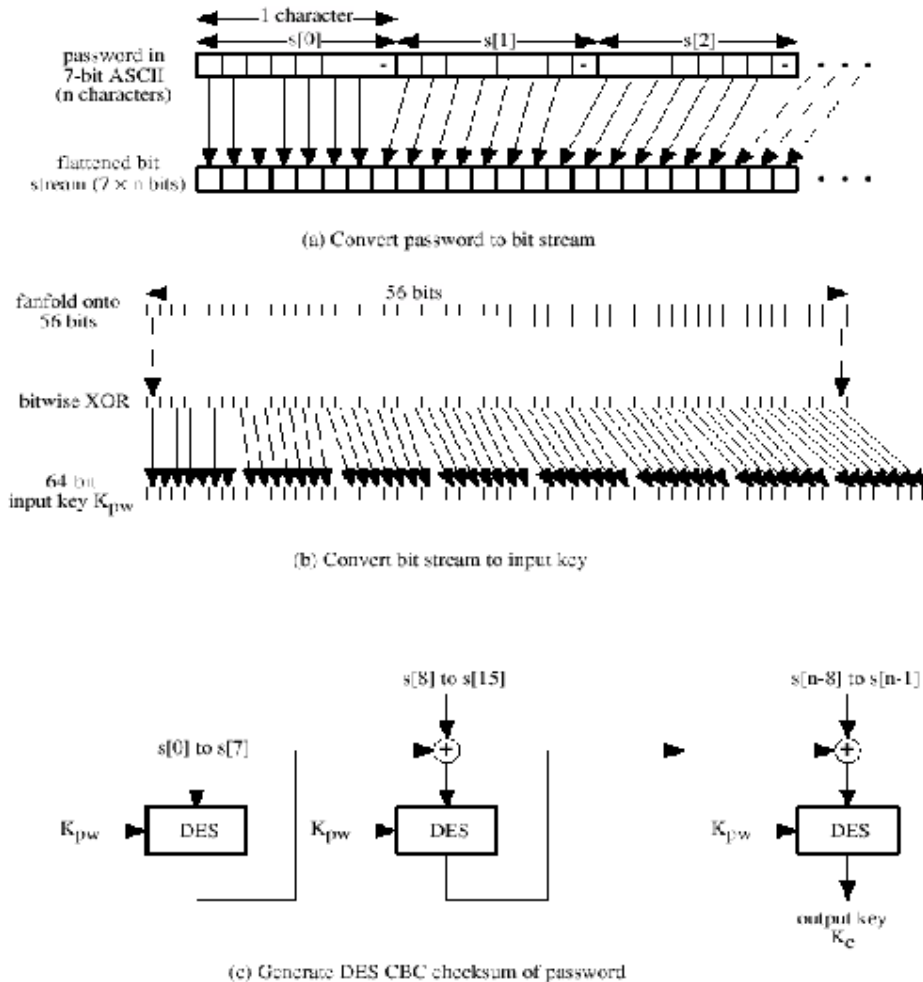 1 character
s[0] s[1] s[2]
password in
7-bit ASCII
(n characters)
- - - · · ·
flattened bit
stream (7 × n bits)
· · ·
(a) Convert password to bit stream
56 bits
fanfold onto
56 bits
bitwise XOR
64 bit
input key Kpw
(b) Convert bit stream to input key
s[8] to s[15] s[n-8] to s[n-1]
s[0] to s[7] + +
Kpw DES Kpw DES Kpw DES
output key
Kc
(c) Generate DES CBC checksum of password